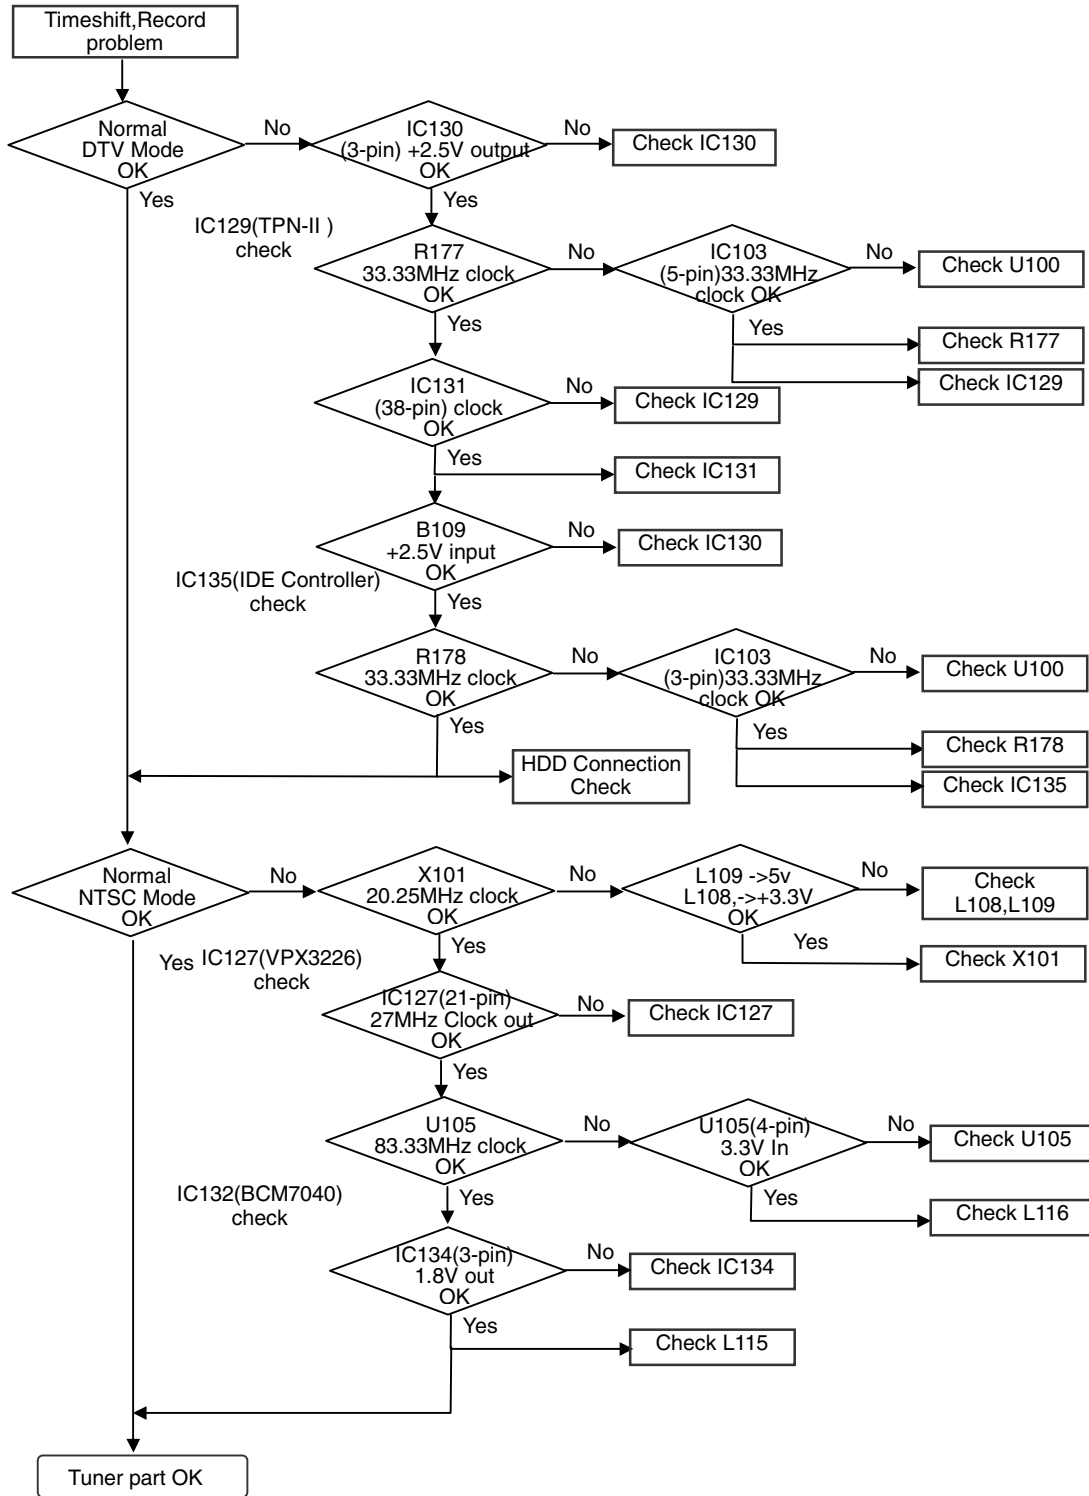 Timeshift,Record
problem
Normal
DTV Mode
OK
No
IC130
(3-pin) +2.5V output
OK
No
Check IC130
Yes
Yes
IC129(TPN-II )
check
R177
33.33MHz clock
OK
No
IC103
(5-pin)33.33MHz
clock OK
No
Check U100
Yes
Yes
Check R177
Check IC129
IC131
(38-pin) clock
OK
No
Check IC129
Yes
Check IC131
B109
+2.5V input
OK
No
Check IC130
IC135(IDE Controller)
check
Yes
R178
33.33MHz clock
OK
No
IC103
(3-pin)33.33MHz
clock OK
No
Check U100
Yes
Yes
Check R178
Check IC135
HDD Connection
Check
Normal
NTSC Mode
OK
No
X101
20.25MHz clock
OK
No
L109 ->5v
L108,->+3.3V
OK
No
Check
L108,L109
Yes
Yes
Check X101
Yes
IC127(VPX3226)
check
IC127(21-pin)
27MHz Clock out
OK
No
Check IC127
Yes
U105
83.33MHz clock
OK
No
U105(4-pin)
3.3V In
OK
No
Check U105
IC132(BCM7040)
check
Yes
Yes
Check L116
IC134(3-pin)
1.8V out
OK
No
Check IC134
Yes
Check L115
Tuner part OK